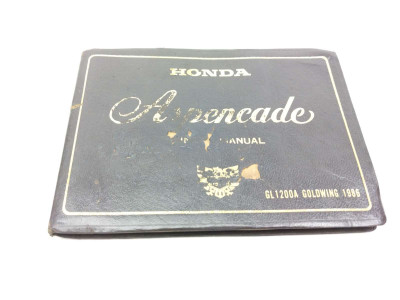 HONDA
Aspencade
MANUAL
GL1200A GOLDWING 1986